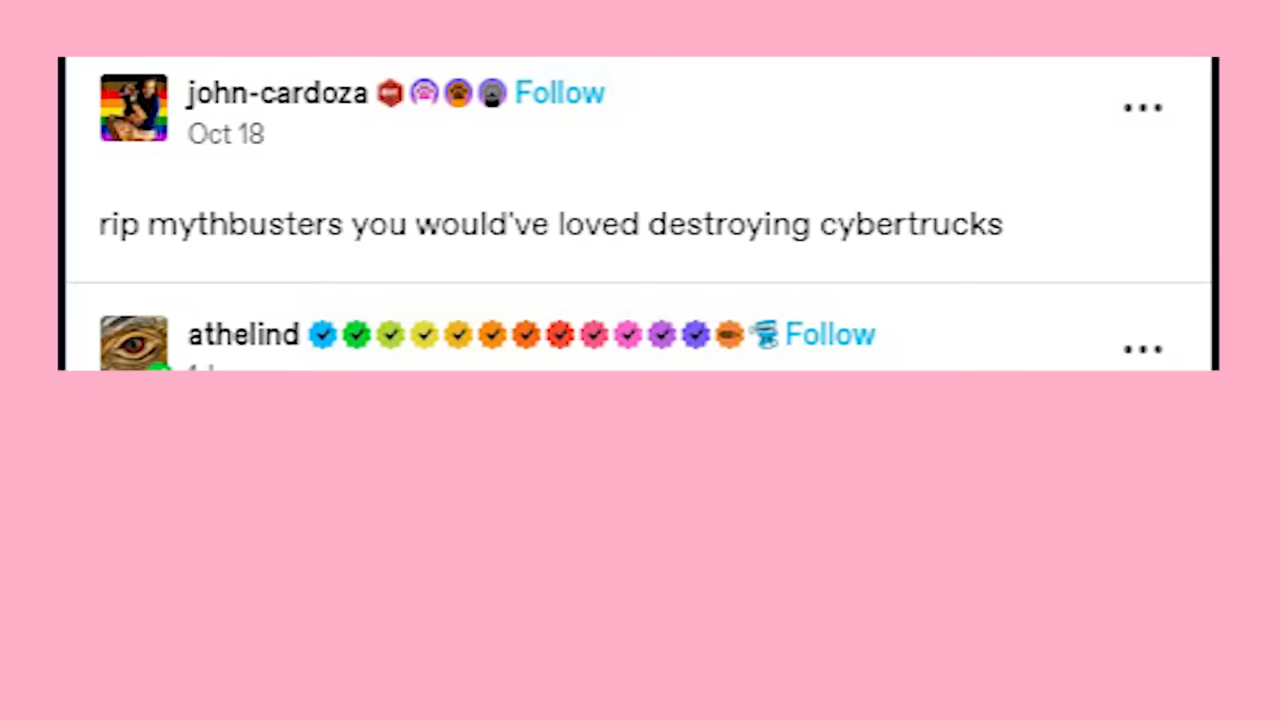 john-cardoza Follow
Oct 18
rip mythbusters you would've loved destroying cybertrucks
athelind Follow